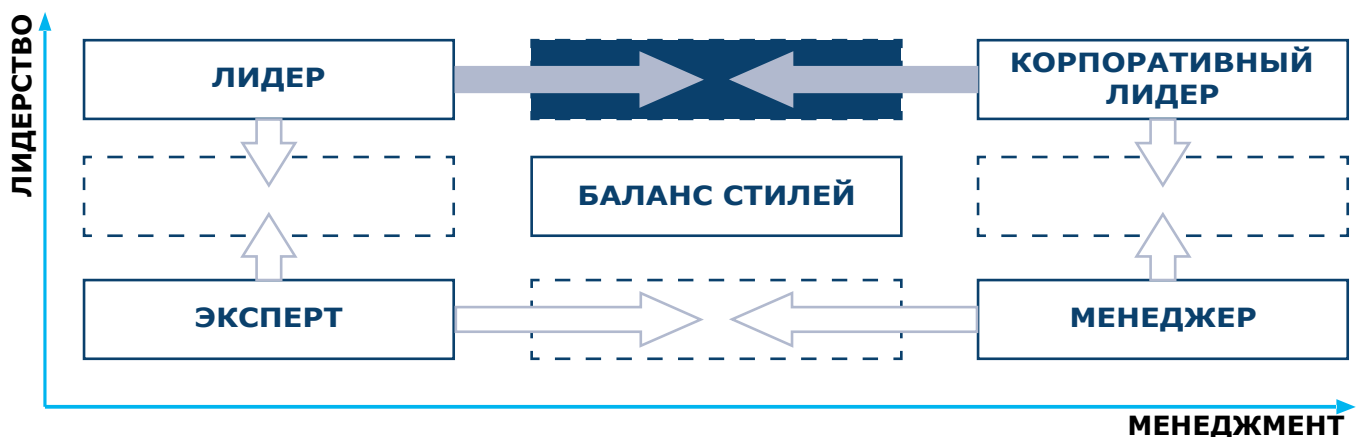 ЛИДЕРСТВО
ЛИДЕР
КОРПОРАТИВНЫЙ
ЛИДЕР
БАЛАНС СТИЛЕЙ
ЭКСПЕРТ
МЕНЕДЖЕР
МЕНЕДЖМЕНТ